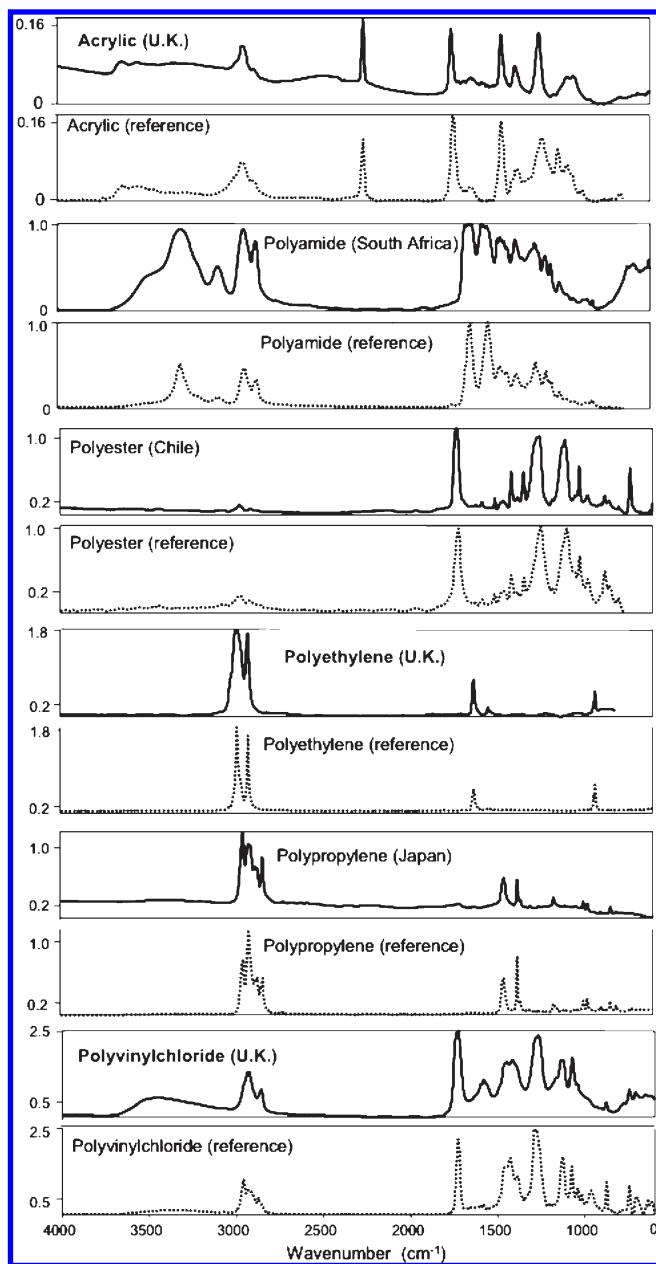 0.16
Acrylic (U.K.)
0
0.16
Acrylic (reference)
0
1.0
Polyamide (South Africa)
0
1.0
Polyamide (reference)
0
1.0
Polyester (Chile)
0.2
1.0
Polyester (reference)
0.2
1.8
Polyethylene (U.K.)
0.2
1.8
Polyethylene (reference)
0.2
1.0
Polypropylene (Japan)
0.2
1.0
Polypropylene (reference)
0.2
2.5
Polyvinylchloride (U.K.)
0.5
2.5
Polyvinylchloride (reference)
0.5
4000 3500 3000 2500 2000 1500 1000 0
Wavenumber (cm-1)